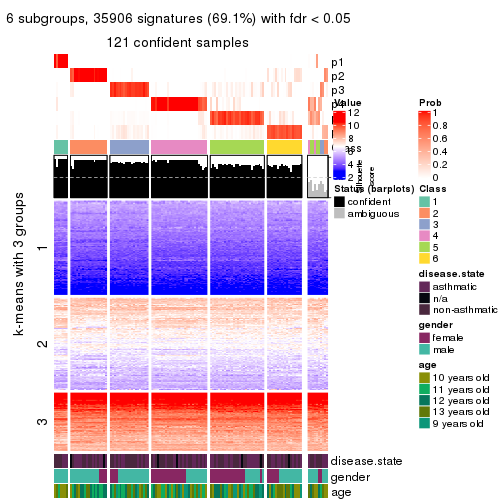 6 subgroups, 35906 signatures (69.1%) with fdr < 0.05
121 confident samples
p1
p2
p3
Value
12
10
8
6
4
2
Prob
1
0.8
0.6
0.4
0.2
0
Status (barplots)
confident
ambiguous
Class
1
2
3
4
5
6
disease.state
asthmatic
n/a
non-asthmatic
gender
female
male
age
10 years old
11 years old
12 years old
13 years old
9 years old
k-means with 3 groups
1
2
3
disease.state
gender
age